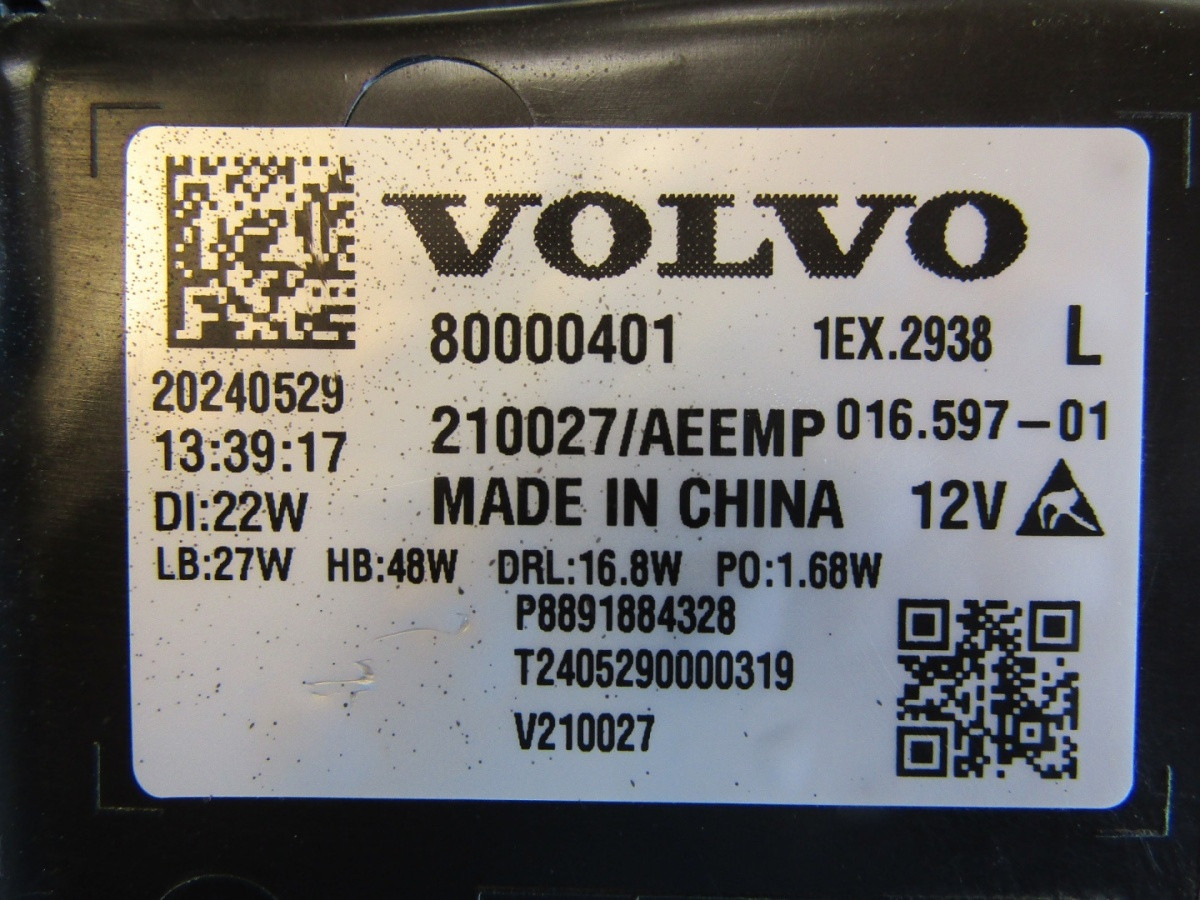 VOLVO
80000401 1EX.2938 L
20240529
210027/AEEMP 016.597-01
13:39:17
MADE IN CHINA 12V
DI:22W
LB:27W HB:48W DRL:16.8W PO:1.68W
P8891884328
T2405290000319
V210027